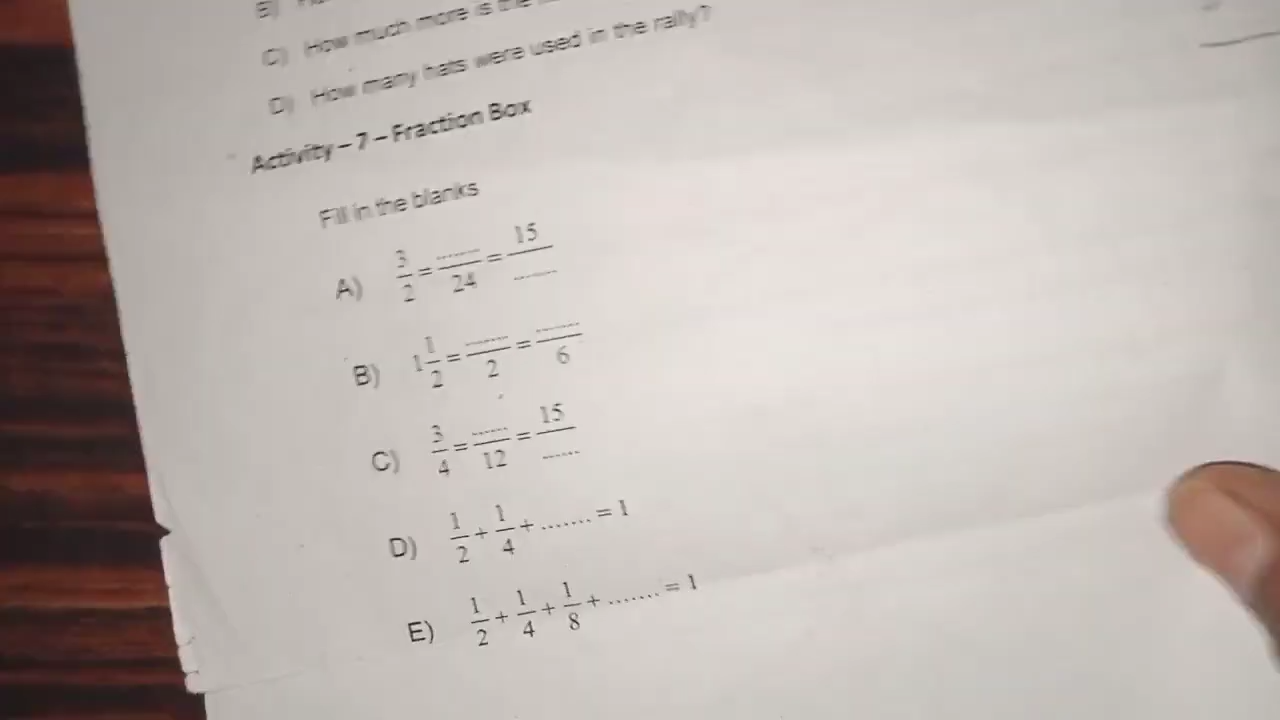 B)
C) How much more is the
D) How many hats were used in the rally?
Activity – 7 – Fraction Box
Fill in the blanks
A) 3/2 = ......./24 = 15/.......
B) 1 1/2 = ......./2 = ......./6
C) 3/4 = ....../12 = 15/......
D) 1/2 + 1/4 + ....... = 1
E) 1/2 + 1/4 + 1/8 + ....... = 1